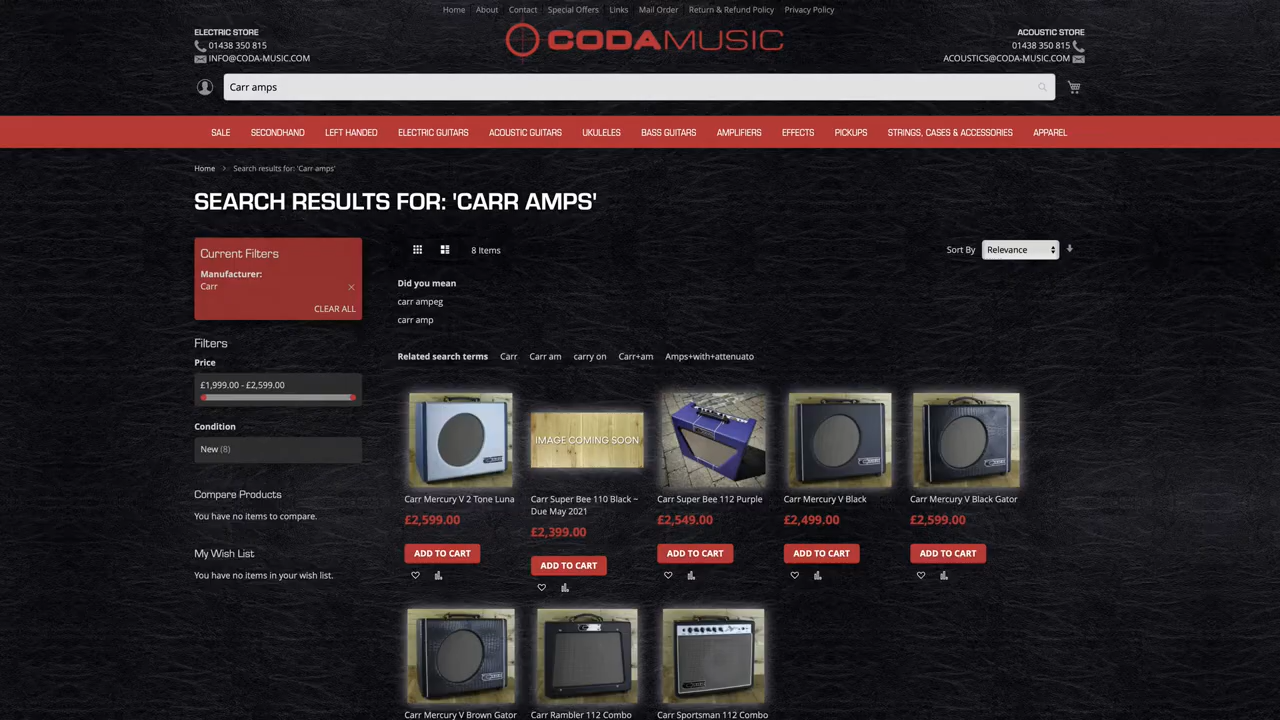 Home About Contact Special Offers Links Mail Order Return & Refund Policy Privacy Policy
ELECTRIC STORE
01438 350 815
INFO@CODA-MUSIC.COM
CODAMUSIC
ACOUSTIC STORE
01438 350 815
ACOUSTICS@CODA-MUSIC.COM
Carr amps
SALE SECONDHAND LEFT HANDED ELECTRIC GUITARS ACOUSTIC GUITARS UKULELES BASS GUITARS AMPLIFIERS EFFECTS PICKUPS STRINGS, CASES & ACCESSORIES APPAREL
Home Search results for: 'Carr amps'
SEARCH RESULTS FOR: 'CARR AMPS'
Current Filters
Manufacturer:
Carr
CLEAR ALL
Filters
Price
£1,999.00 - £2,599.00
Condition
New (8)
Compare Products
You have no items to compare.
My Wish List
You have no items in your wish list.
8 Items
Sort By Relevance
Did you mean
carr ampeg
carr amp
Related search terms Carr Carr am carry on Carr+am Amps+with+attenuato
IMAGE COMING SOON
Carr Mercury V 2 Tone Luna
£2,599.00
ADD TO CART
Carr Super Bee 110 Black ~
Due May 2021
£2,399.00
ADD TO CART
Carr Super Bee 112 Purple
£2,549.00
ADD TO CART
Carr Mercury V Black
£2,499.00
ADD TO CART
Carr Mercury V Black Gator
£2,599.00
ADD TO CART
Carr Mercury V Brown Gator
Carr Rambler 112 Combo
Carr Sportsman 112 Combo